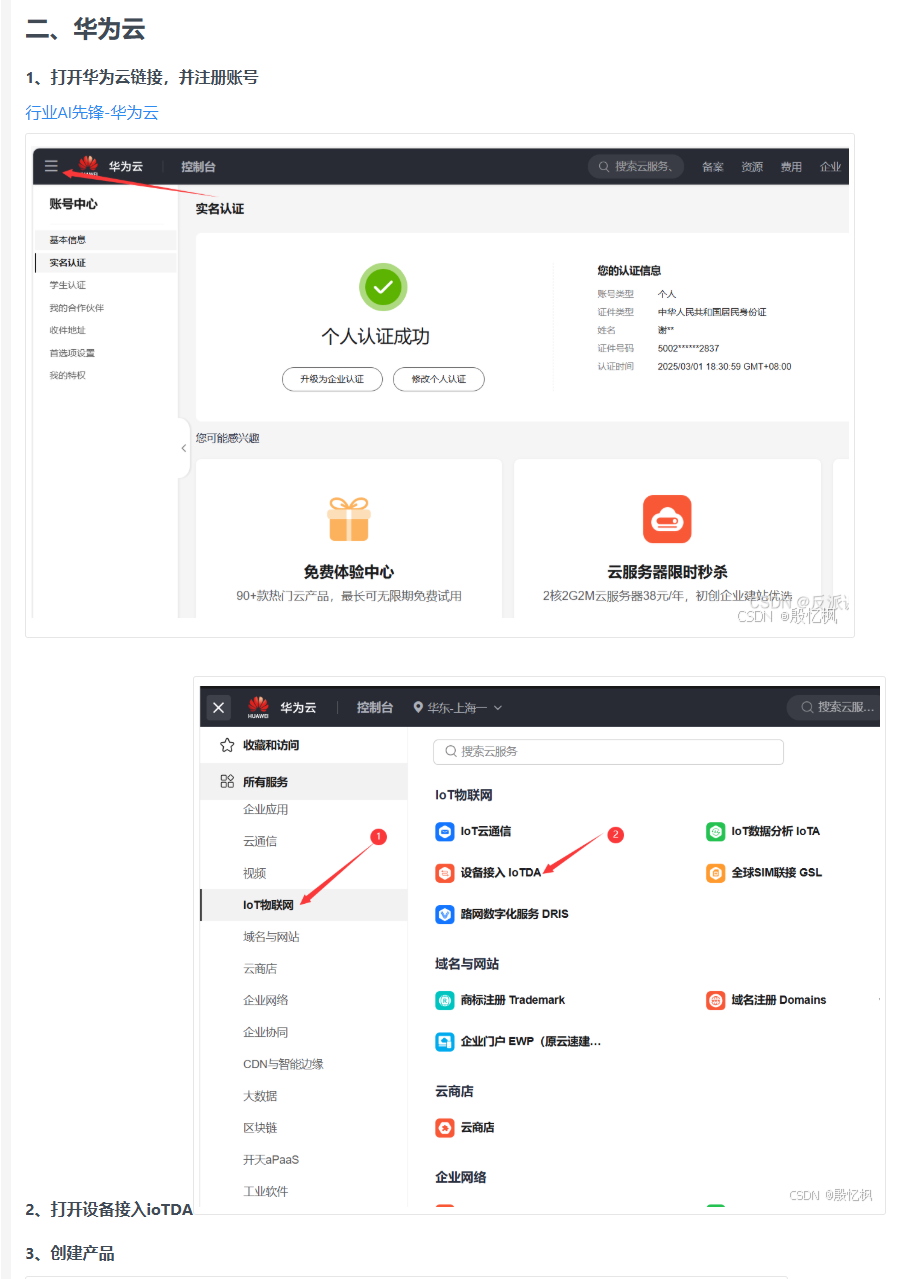 二、华为云
1、打开华为云链接，并注册账号
行业AI先锋-华为云
HUAWEI 华为云 控制台 搜索云服务、 备案 资源 费用 企业
账号中心
基本信息
实名认证
学生认证
我的合作伙伴
收件地址
首选项设置
我的特权
实名认证
个人认证成功
升级为企业认证 修改个人认证
您的认证信息
账号类型 个人
证件类型 中华人民共和国居民身份证
姓名 谢**
证件号码 5002******2837
认证时间 2025/03/01 18:30:59 GMT+08:00
您可能感兴趣
免费体验中心
90+款热门云产品，最长可无限期免费试用
云服务器限时秒杀
2核2G2M云服务器38元/年，初创企业建站优选
CSDN @反派
CSDN @殷忆枫
HUAWEI 华为云 控制台 华东-上海一 搜索云服...
收藏和访问
所有服务
企业应用
云通信
视频
IoT物联网
域名与网站
云商店
企业网络
企业协同
CDN与智能边缘
大数据
区块链
开天aPaaS
工业软件
1
搜索云服务
IoT物联网
IoT云通信 2 IoT数据分析 IoTA
设备接入 IoTDA 全球SIM联接 GSL
路网数字化服务 DRIS
域名与网站
商标注册 Trademark 域名注册 Domains
企业门户 EWP（原云速建...
云商店
云商店
企业网络
CSDN @殷忆枫
2、打开设备接入ioTDA
3、创建产品